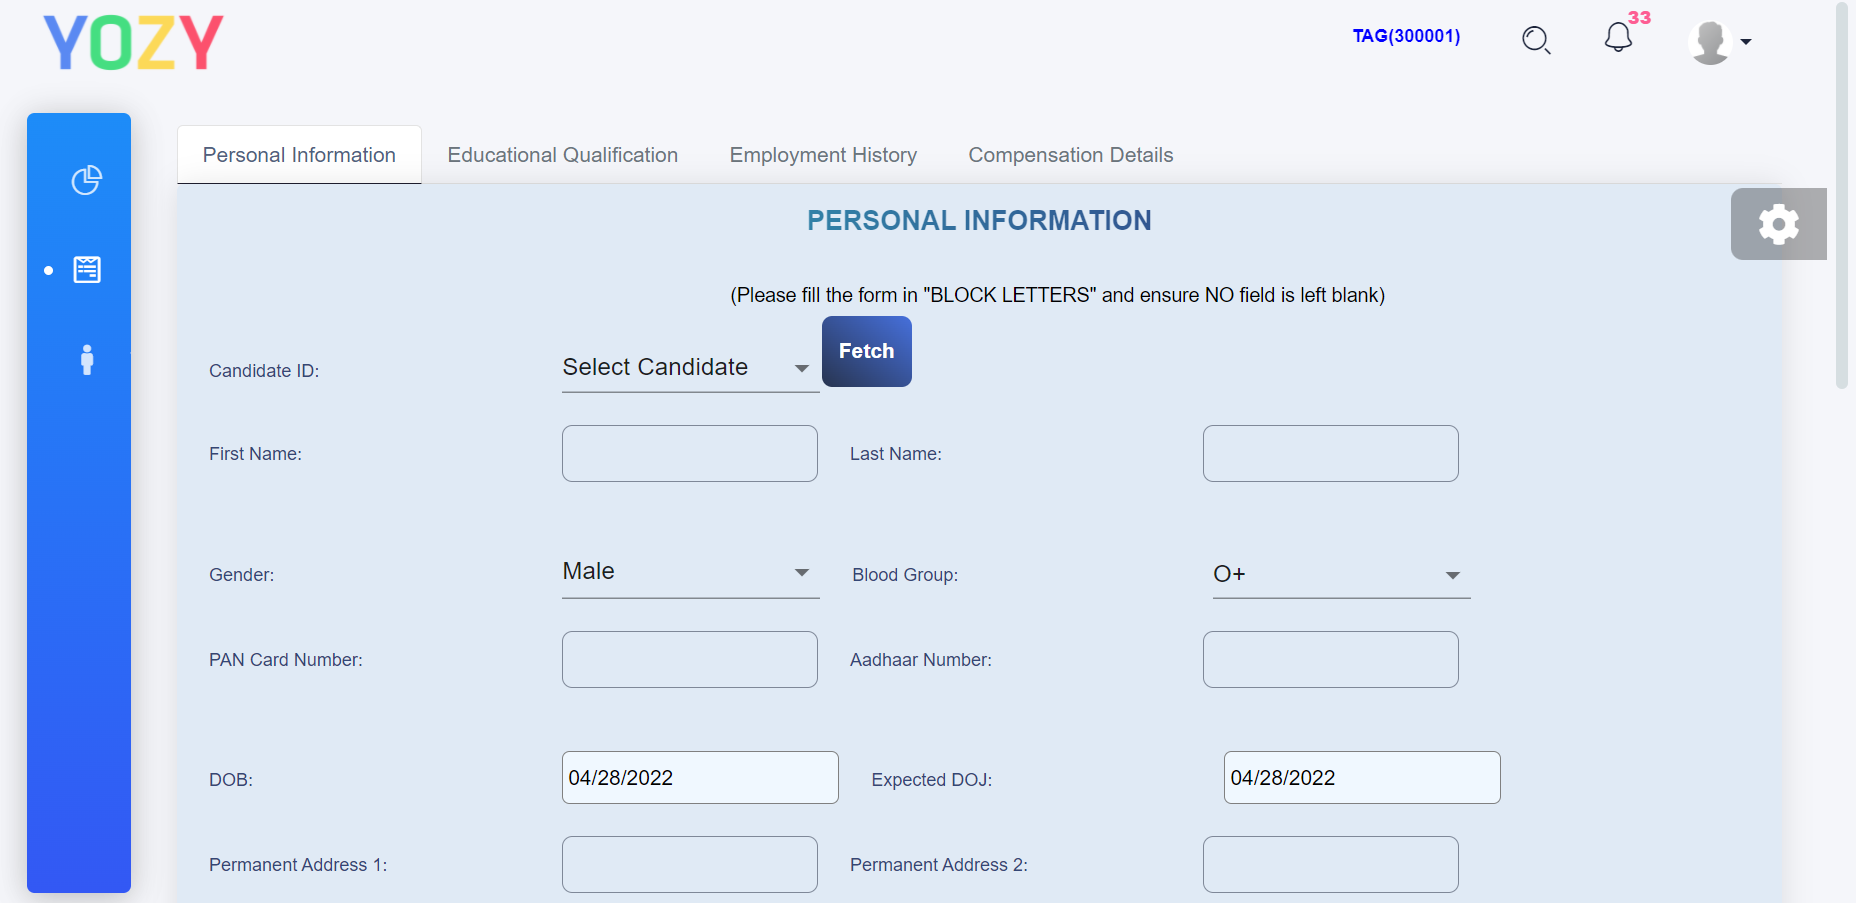 YOZY
TAG(300001)
33
Personal Information
Educational Qualification
Employment History
Compensation Details
PERSONAL INFORMATION
(Please fill the form in "BLOCK LETTERS" and ensure NO field is left blank)
Candidate ID:
Select Candidate
Fetch
First Name:
Last Name:
Gender:
Male
Blood Group:
O+
PAN Card Number:
Aadhaar Number:
DOB:
04/28/2022
Expected DOJ:
04/28/2022
Permanent Address 1:
Permanent Address 2: